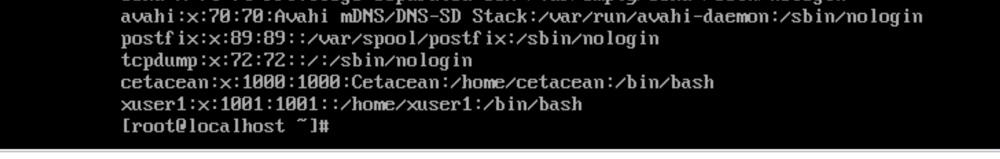 avahi:x:70:70:Avahi mDNS/DNS-SD Stack:/var/run/avahi-daemon:/sbin/nologin
postfix:x:89:89::/var/spool/postfix:/sbin/nologin
tcpdump:x:72:72::/:/sbin/nologin
cetacean:x:1000:1000:Cetacean:/home/cetacean:/bin/bash
xuser1:x:1001:1001::/home/xuser1:/bin/bash
[root@localhost ~]#